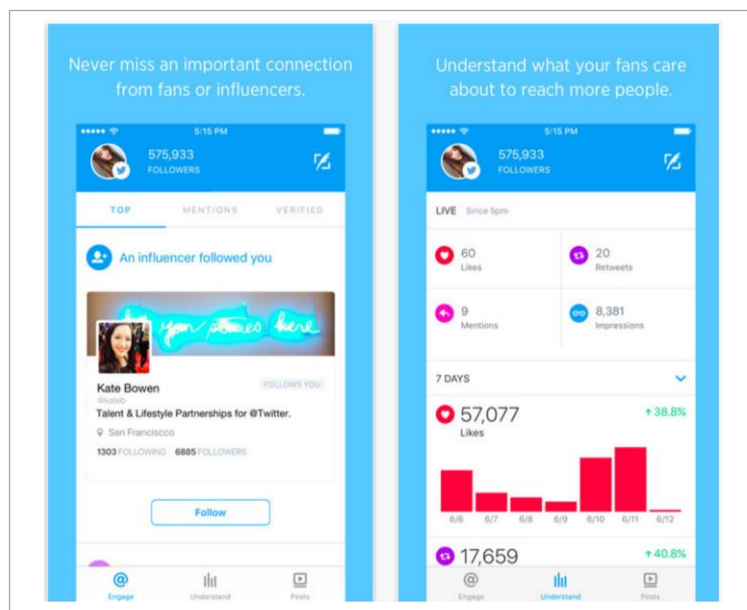 Never miss an important connection
from fans or influencers.
5:15 PM
575,933
FOLLOWERS
TOP MENTIONS VERIFIED
An influencer followed you
you here
Kate Bowen
FOLLOWS YOU
Talent & Lifestyle Partnerships for @Twitter.
San Franciscco
1303 FOLLOWING 6885 FOLLOWERS
Follow
Engage Understand Posts
Understand what your fans care
about to reach more people.
5:15 PM
575,933
FOLLOWERS
LIVE Since 5pm
60
Likes
20
Retweets
9
Mentions
8,381
Impressions
7 DAYS
57,077
Likes
↑38.8%
6/6 6/7 6/8 6/9 6/10 6/11 6/12
17,659
↑40.8%
Engage Understand Posts